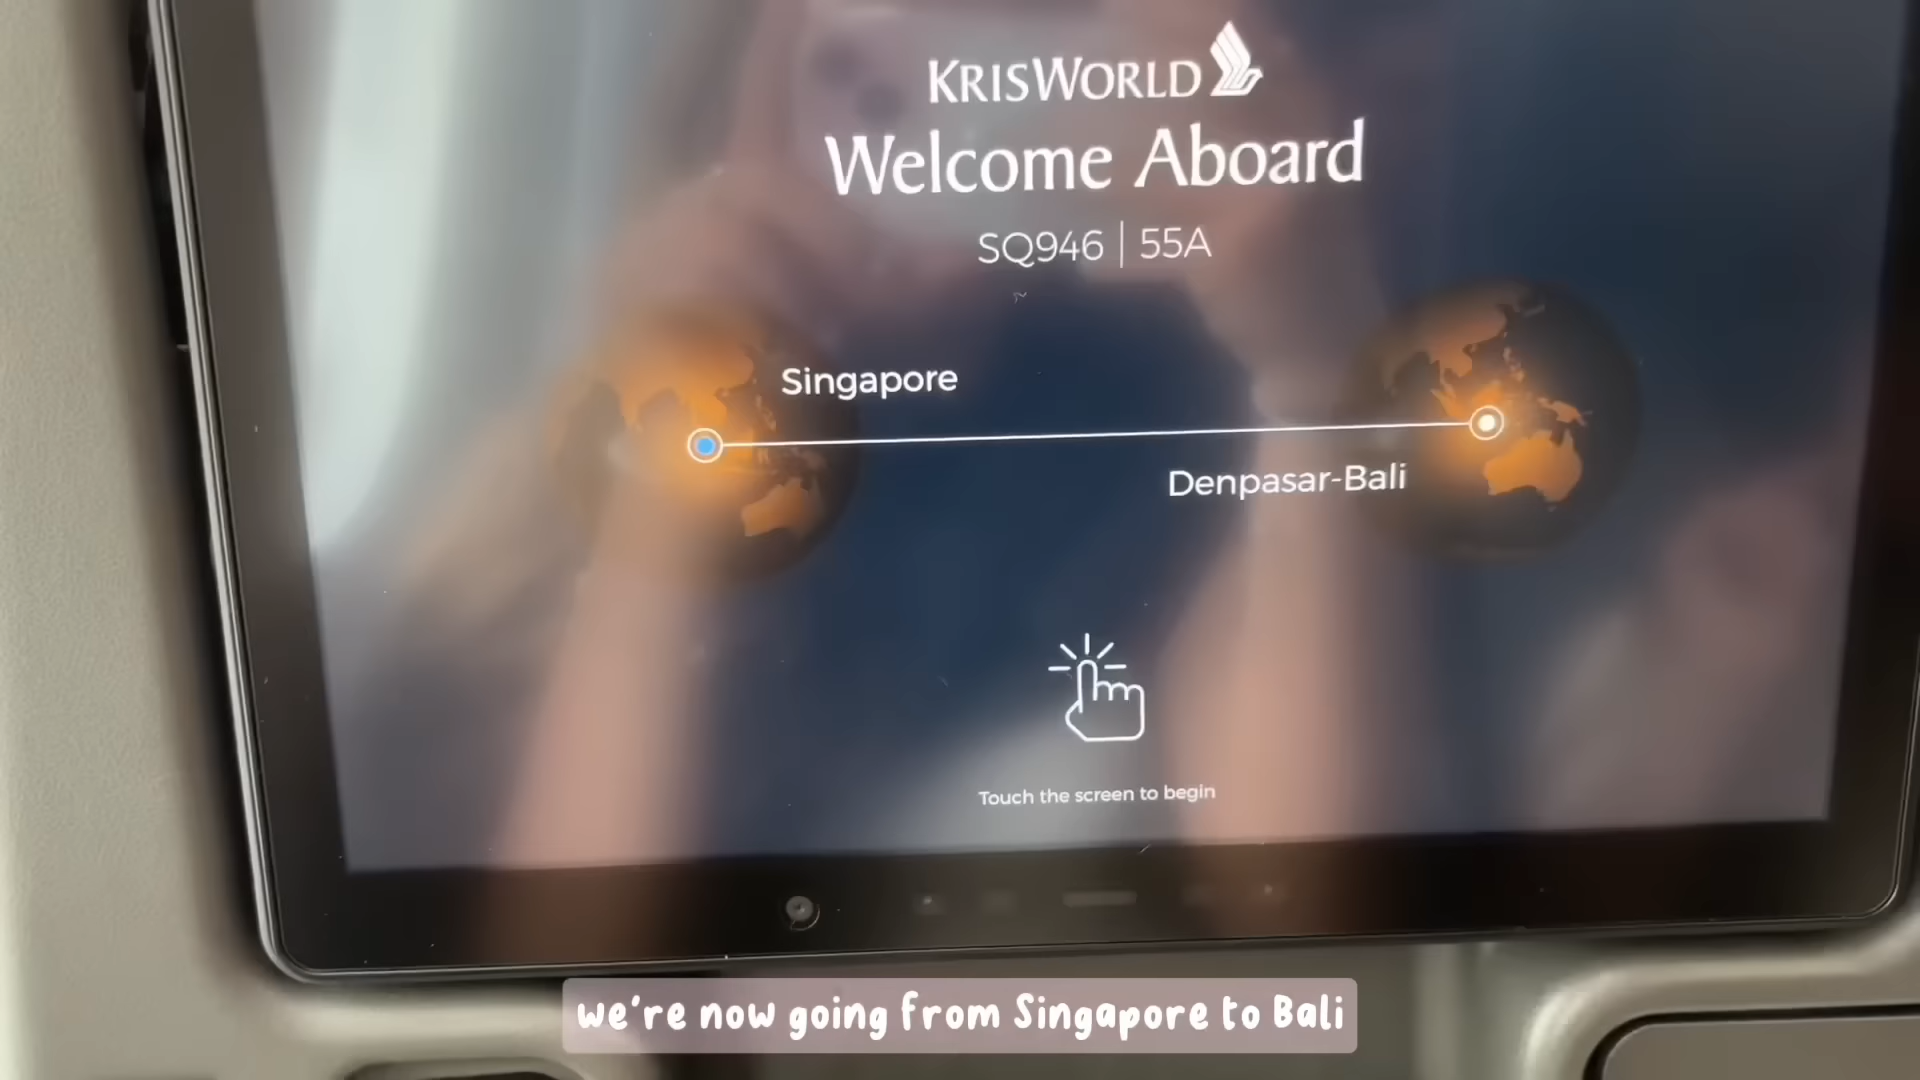 KRISWORLD
Welcome Aboard
SQ946 | 55A
Singapore
Denpasar-Bali
Touch the screen to begin
we're now going from Singapore to Bali